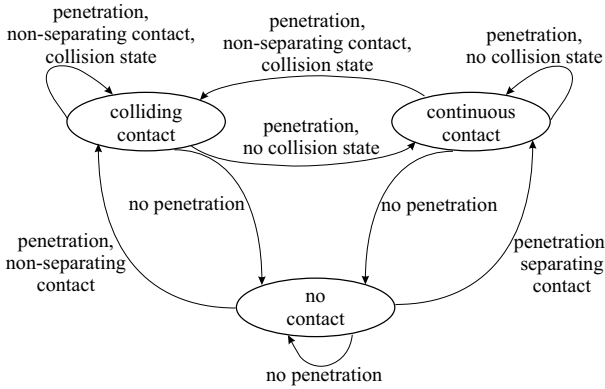 penetration,
non-separating contact,
collision state
penetration,
non-separating contact,
collision state
penetration,
no collision state
colliding
contact
continuous
contact
penetration,
no collision state
no penetration
no penetration
penetration,
non-separating
contact
penetration
separating
contact
no
contact
no penetration